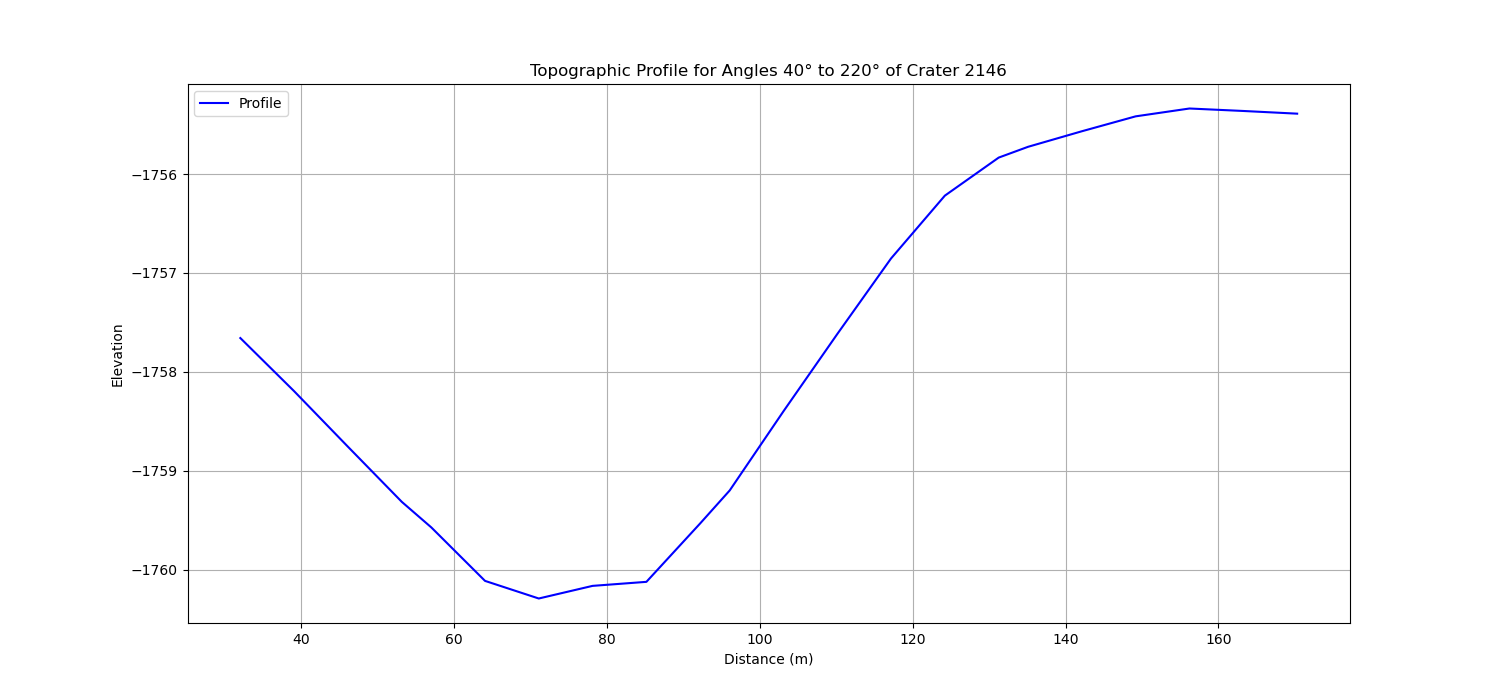 Topographic Profile for Angles 40° to 220° of Crater 2146
Profile
−1756
−1757
−1758
−1759
−1760
Elevation
40 60 80 100 120 140 160
Distance (m)